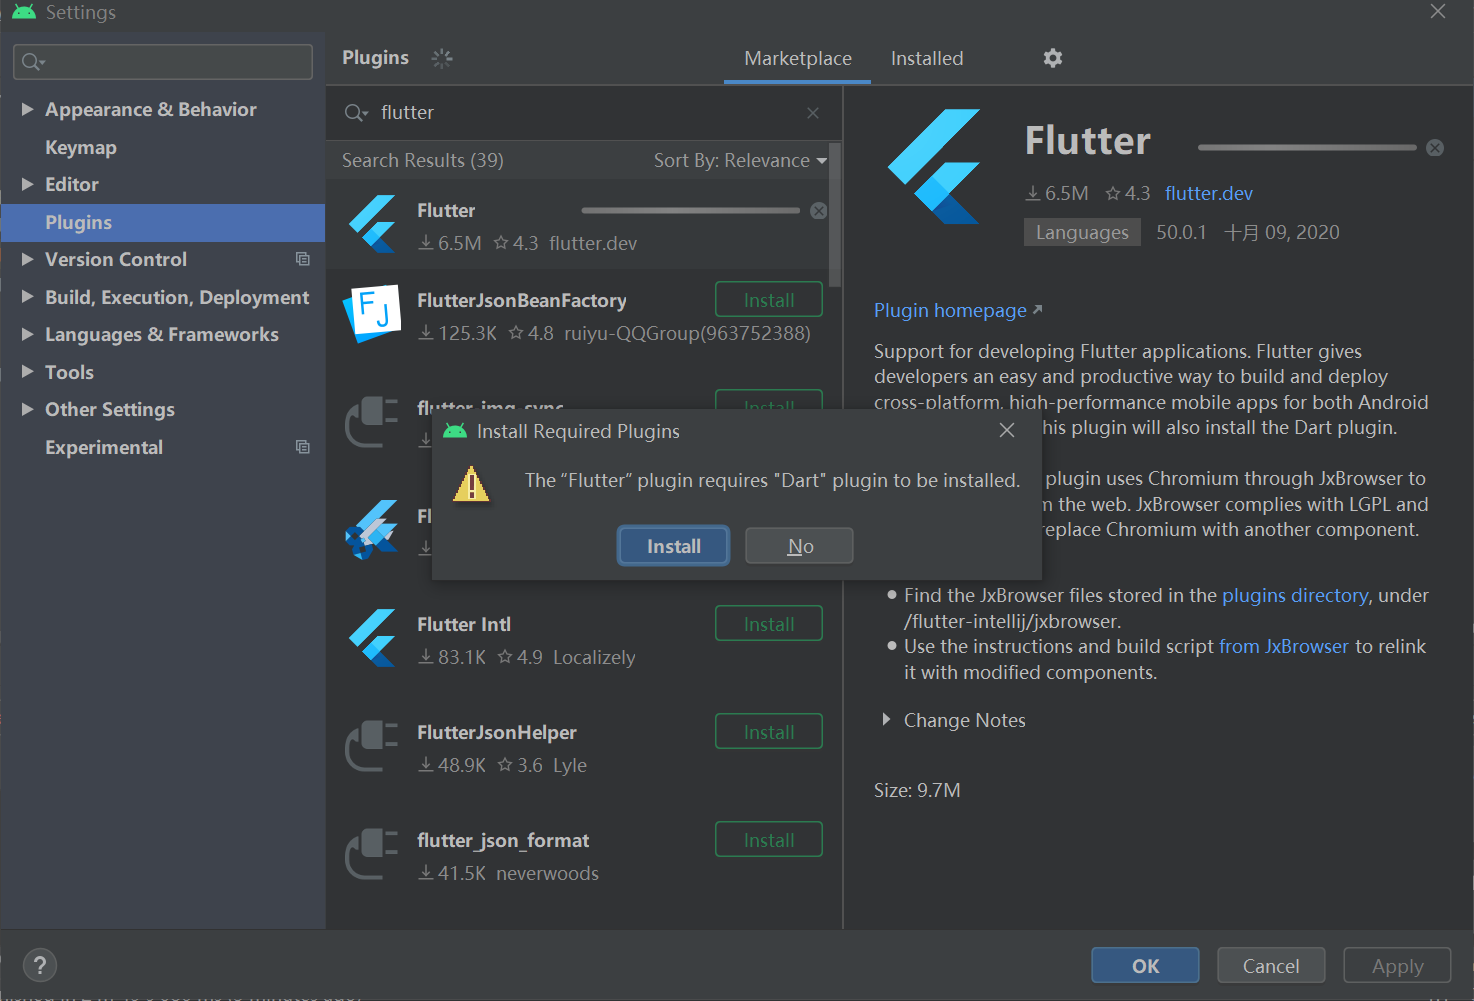 Settings
Appearance & Behavior
Keymap
Editor
Plugins
Version Control
Build, Execution, Deployment
Languages & Frameworks
Tools
Other Settings
Experimental
Plugins
Marketplace
Installed
flutter
Search Results (39)
Sort By: Relevance
Flutter
6.5M 4.3 flutter.dev
FlutterJsonBeanFactory
Install
125.3K 4.8 ruiyu-QQGroup(963752388)
flutter_img_sync
Install
Fl
Flutter Intl
Install
83.1K 4.9 Localizely
FlutterJsonHelper
Install
48.9K 3.6 Lyle
flutter_json_format
Install
41.5K neverwoods
Flutter
6.5M 4.3 flutter.dev
Languages 50.0.1 十月 09, 2020
Plugin homepage
Support for developing Flutter applications. Flutter gives
developers an easy and productive way to build and deploy
cross-platform, high-performance mobile apps for both Android
his plugin will also install the Dart plugin.
plugin uses Chromium through JxBrowser to
the web. JxBrowser complies with LGPL and
replace Chromium with another component.
Find the JxBrowser files stored in the plugins directory, under
/flutter-intellij/jxbrowser.
Use the instructions and build script from JxBrowser to relink
it with modified components.
Change Notes
Size: 9.7M
Install Required Plugins
The “Flutter” plugin requires "Dart" plugin to be installed.
Install
No
?
OK
Cancel
Apply